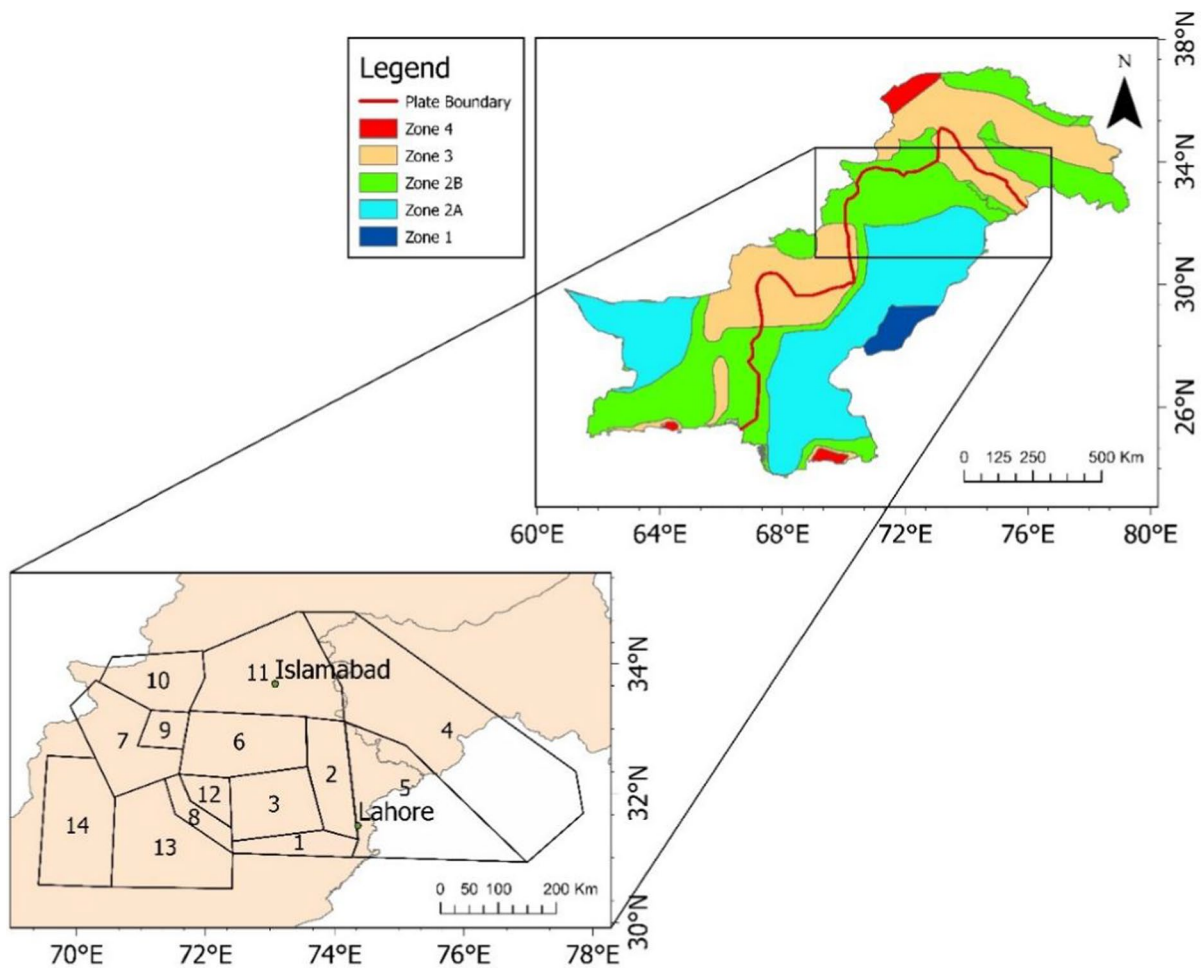 Legend
Plate Boundary
Zone 4
Zone 3
Zone 2B
Zone 2A
Zone 1
N
38°N
34°N
30°N
26°N
0 125 250 500 Km
60°E 64°E 68°E 72°E 76°E 80°E
11 Islamabad
10
4
9
7
6
2
5
12
3
Lahore
8
14
13
1
0 50 100 200 Km
34°N
32°N
30°N
70°E 72°E 74°E 76°E 78°E